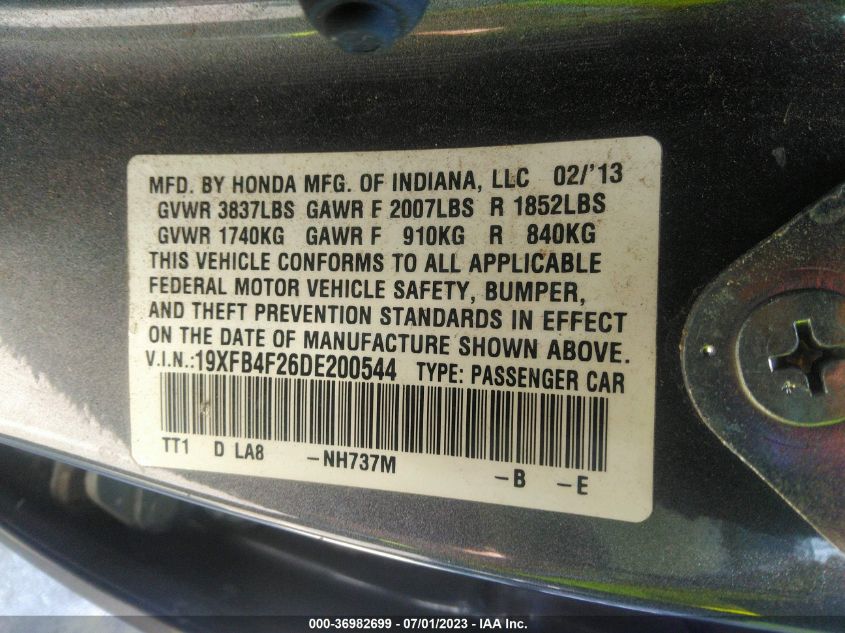 MFD. BY HONDA MFG. OF INDIANA, LLC 02/'13
GVWR 3837LBS GAWR F 2007LBS R 1852LBS
GVWR 1740KG GAWR F 910KG R 840KG
THIS VEHICLE CONFORMS TO ALL APPLICABLE
FEDERAL MOTOR VEHICLE SAFETY, BUMPER,
AND THEFT PREVENTION STANDARDS IN EFFECT
ON THE DATE OF MANUFACTURE SHOWN ABOVE.
V.I.N.:19XFB4F26DE200544 TYPE: PASSENGER CAR
TT1 D LA8 -NH737M -B -E
000-36982699 - 07/01/2023 - IAA Inc.